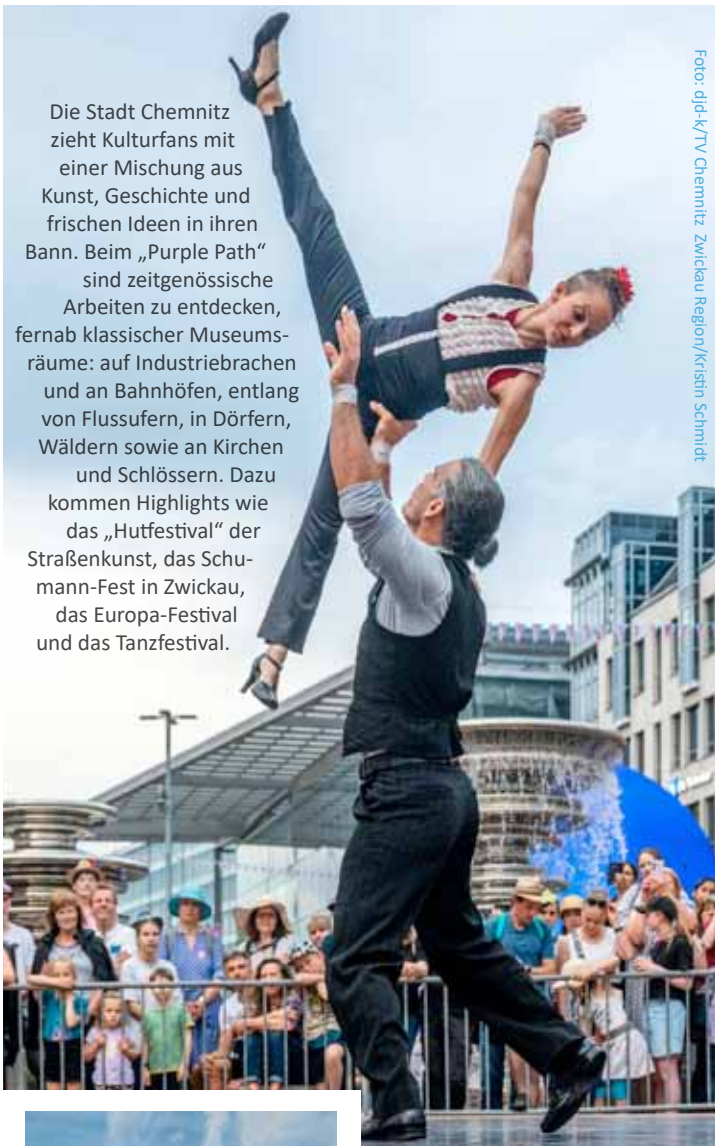 Die Stadt Chemnitz
zieht Kulturfans mit
einer Mischung aus
Kunst, Geschichte und
frischen Ideen in ihren
Bann. Beim „Purple Path“
sind zeitgenössische
Arbeiten zu entdecken,
fernab klassischer Museums-
räume: auf Industriebrachen
und an Bahnhöfen, entlang
von Flussufern, in Dörfern,
Wäldern sowie an Kirchen
und Schlössern. Dazu
kommen Highlights wie
das „Hutfestival“ der
Straßenkunst, das Schu-
mann-Fest in Zwickau,
das Europa-Festival
und das Tanzfestival.
Foto: djd-k/TV Chemnitz Zwickau Region/Kristin Schmidt